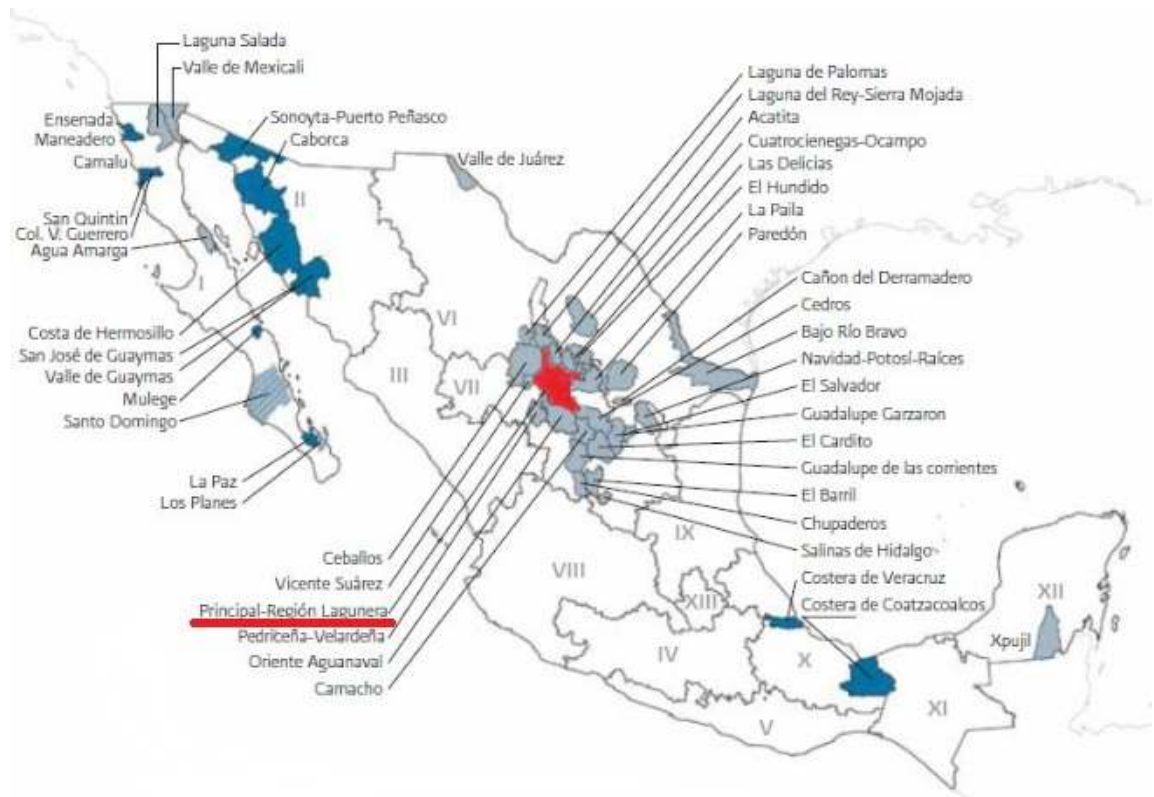 Laguna Salada
Valle de Mexicali
Ensenada
Maneadero
Camalu
Sonoyta-Puerto Peñasco
Caborca
Valle de Juárez
San Quintin
Col. V. Guerrero
Agua Amarga
Costa de Hermosillo
San José de Guaymas
Valle de Guaymas
Mulege
Santo Domingo
La Paz
Los Planes
Laguna de Palomas
Laguna del Rey-Sierra Mojada
Acatita
Cuatrocienegas-Ocampo
Las Delicias
El Hundido
La Paila
Paredón
Cañon del Derramadero
Cedros
Bajo Río Bravo
Navidad-Potosí-Raíces
El Salvador
Guadalupe Garzaron
El Cardito
Guadalupe de las corrientes
El Barril
Chupaderos
Salinas de Hidalgo
Costera de Veracruz
Costera de Coatzacoalcos
Xpujil
Ceballos
Vicente Suárez
Principal-Región Lagunera
Pedriceña-Velardeña
Oriente Aguanaval
Camacho
I
II
III
IV
V
VI
VII
VIII
IX
X
XI
XII
XIII